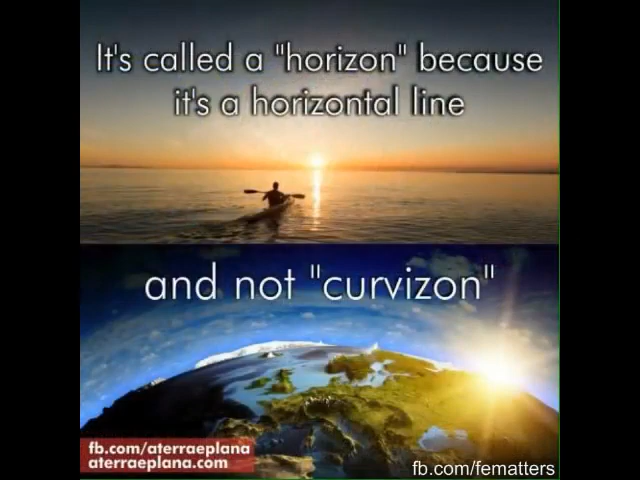 It's called a "horizon" because
it's a horizontal line
and not "curvizon"
fb.com/aterraeplana
aterraeplana.com
fb.com/fematters